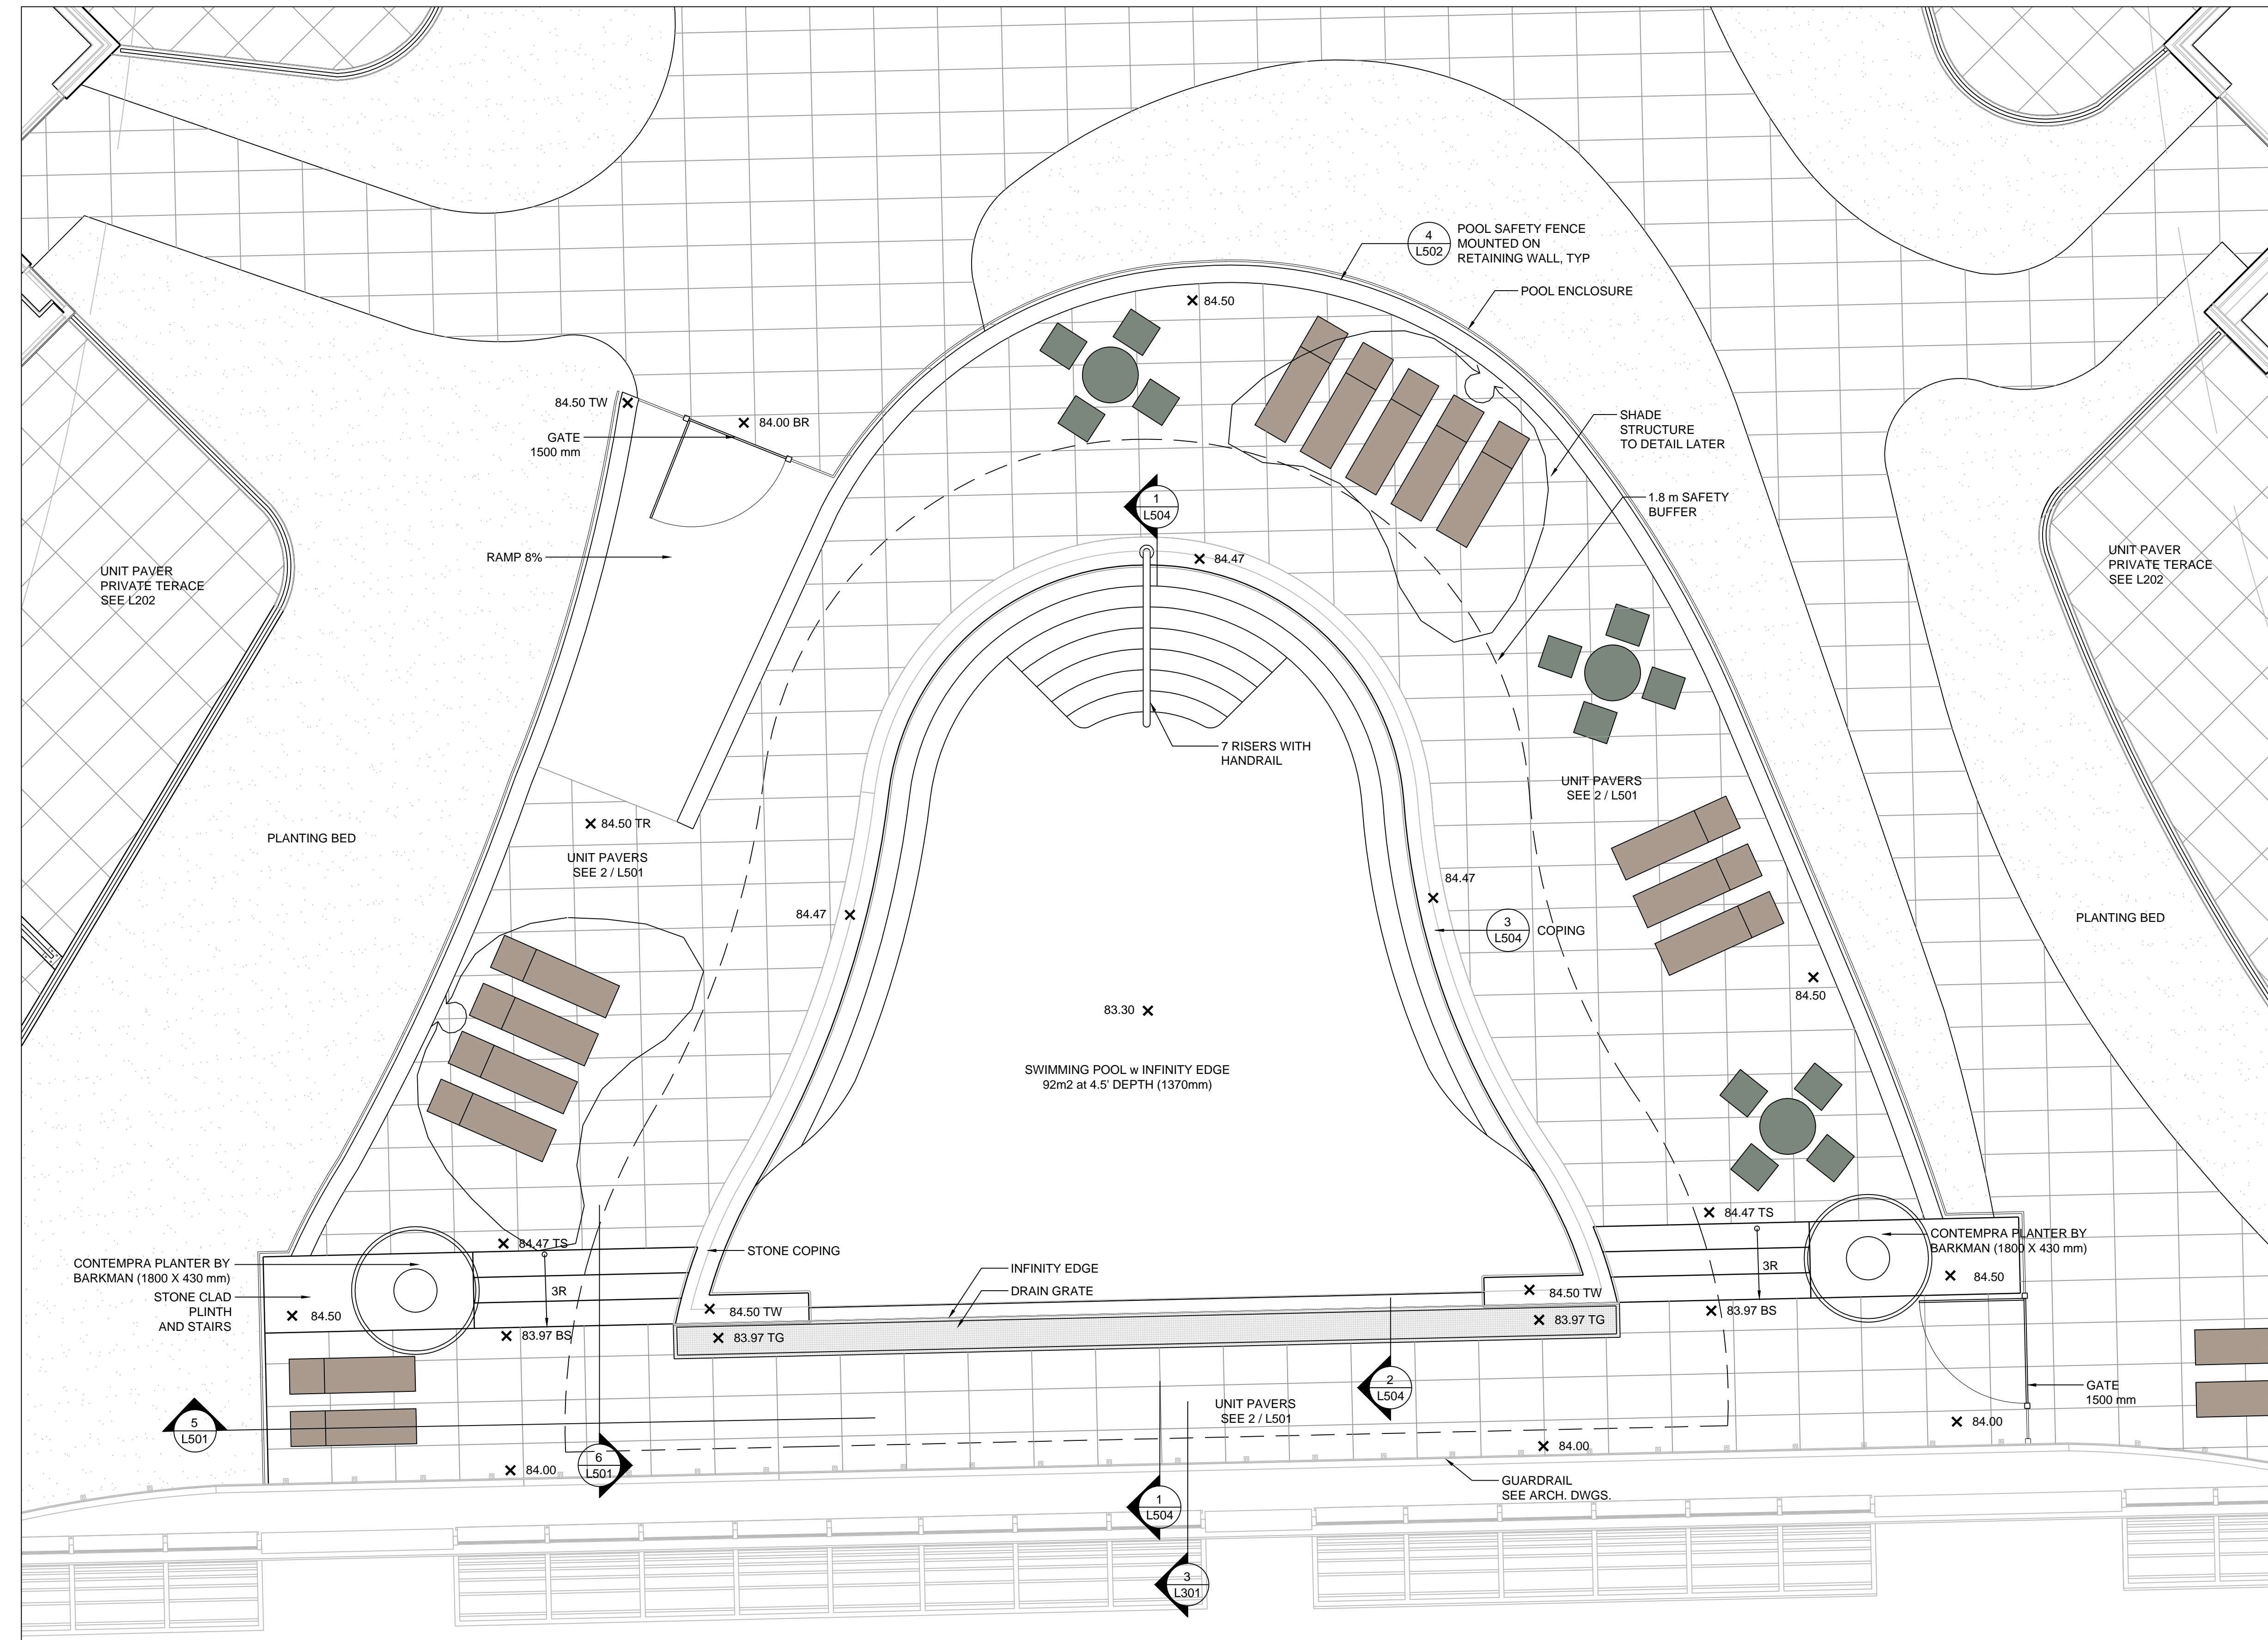 4
L502
POOL SAFETY FENCE
MOUNTED ON
RETAINING WALL, TYP
POOL ENCLOSURE
84.50
84.50 TW
84.00 BR
GATE
1500 mm
SHADE
STRUCTURE
TO DETAIL LATER
1.8 m SAFETY
BUFFER
1
L504
RAMP 8%
84.47
UNIT PAVER
PRIVATE TERACE
SEE L202
UNIT PAVER
PRIVATE TERACE
SEE L202
7 RISERS WITH
HANDRAIL
UNIT PAVERS
SEE 2 / L501
84.50 TR
PLANTING BED
UNIT PAVERS
SEE 2 / L501
84.47
84.47
3
L504
COPING
PLANTING BED
84.50
83.30
SWIMMING POOL w INFINITY EDGE
92m2 at 4.5' DEPTH (1370mm)
84.47 TS
84.47 TS
STONE COPING
CONTEMPRA PLANTER BY
BARKMAN (1800 X 430 mm)
CONTEMPRA PLANTER BY
BARKMAN (1800 X 430 mm)
INFINITY EDGE
DRAIN GRATE
3R
3R
STONE CLAD
PLINTH
AND STAIRS
84.50
84.50
84.50 TW
84.50 TW
83.97 BS
83.97 TG
83.97 TG
83.97 BS
2
L504
GATE
1500 mm
UNIT PAVERS
SEE 2 / L501
5
L501
84.00
84.00
84.00
6
L501
GUARDRAIL
SEE ARCH. DWGS.
1
L504
3
L301